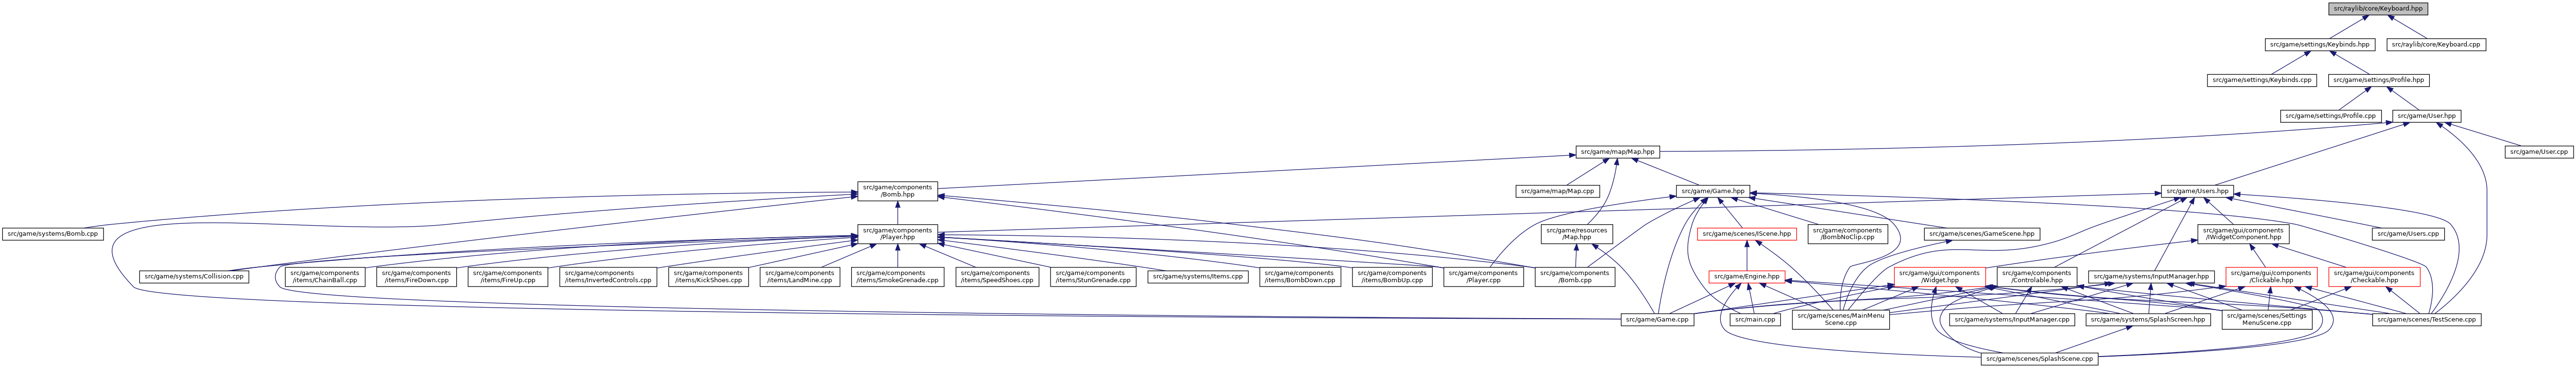 src/raylib/core/Keyboard.hpp
src/game/settings/Keybinds.hpp
src/raylib/core/Keyboard.cpp
src/game/settings/Keybinds.cpp
src/game/settings/Profile.hpp
src/game/settings/Profile.cpp
src/game/User.hpp
src/game/map/Map.hpp
src/game/User.cpp
src/game/components
/Bomb.hpp
src/game/map/Map.cpp
src/game/Game.hpp
src/game/Users.hpp
src/game/systems/Bomb.cpp
src/game/components
/Player.hpp
src/game/resources
/Map.hpp
src/game/scenes/IScene.hpp
src/game/components
/BombNoClip.cpp
src/game/scenes/GameScene.hpp
src/game/gui/components
/IWidgetComponent.hpp
src/game/Users.cpp
src/game/systems/Collision.cpp
src/game/components
/items/ChainBall.cpp
src/game/components
/items/FireDown.cpp
src/game/components
/items/FireUp.cpp
src/game/components
/items/InvertedControls.cpp
src/game/components
/items/KickShoes.cpp
src/game/components
/items/LandMine.cpp
src/game/components
/items/SmokeGrenade.cpp
src/game/components
/items/SpeedShoes.cpp
src/game/components
/items/StunGrenade.cpp
src/game/systems/Items.cpp
src/game/components
/items/BombDown.cpp
src/game/components
/items/BombUp.cpp
src/game/components
/Player.cpp
src/game/components
/Bomb.cpp
src/game/Engine.hpp
src/game/gui/components
/Widget.hpp
src/game/components
/Controlable.hpp
src/game/systems/InputManager.hpp
src/game/gui/components
/Clickable.hpp
src/game/gui/components
/Checkable.hpp
src/game/Game.cpp
src/main.cpp
src/game/scenes/MainMenu
Scene.cpp
src/game/systems/InputManager.cpp
src/game/systems/SplashScreen.hpp
src/game/scenes/Settings
MenuScene.cpp
src/game/scenes/TestScene.cpp
src/game/scenes/SplashScene.cpp